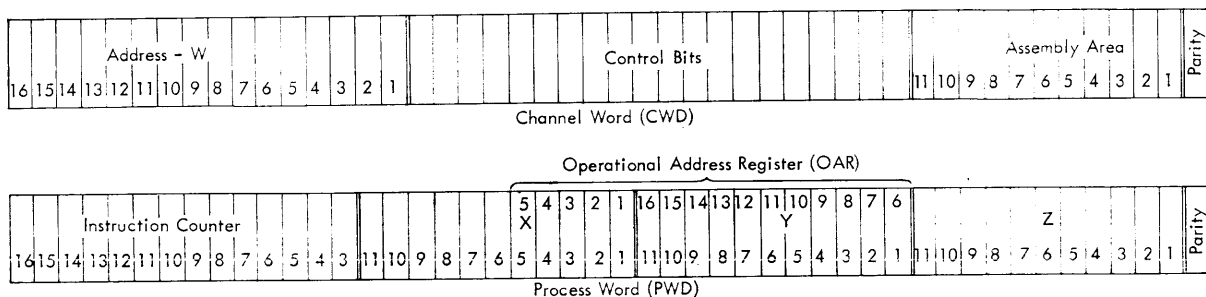 Address - W
Control Bits
Assembly Area
Parity
16 15 14 13 12 11 10 9 8 7 6 5 4 3 2 1
11 10 9 8 7 6 5 4 3 2 1
Channel Word (CWD)
Operational Address Register (OAR)
5 4 3 2 1 16 15 14 13 12 11 10 9 8 7 6
Instruction Counter
X
Y
Z
Parity
16 15 14 13 12 11 10 9 8 7 6 5 4 3 11 10 9 8 7 6 5 4 3 2 1 11 10 9 8 7 6 5 4 3 2 1 11 10 9 8 7 6 5 4 3 2 1
Process Word (PWD)